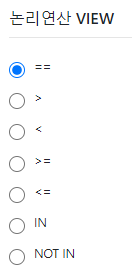 논리연산 VIEW
==
>
<
>=
<=
IN
NOT IN